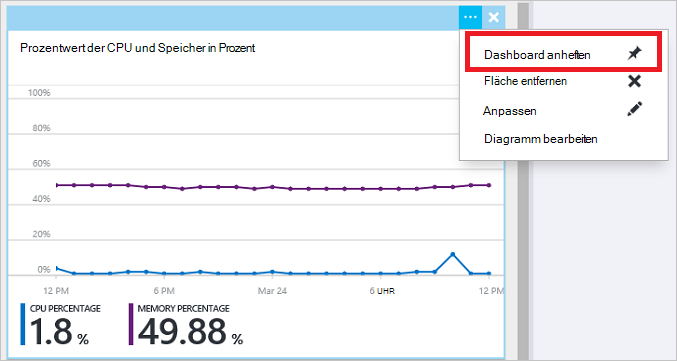 Prozentwert der CPU und Speicher in Prozent
Dashboard anheften
Fläche entfernen
Anpassen
Diagramm bearbeiten
100%
80%
60%
40%
20%
0%
12 PM 6 PM Mar 24 6 UHR 12 PM
CPU PERCENTAGE MEMORY PERCENTAGE
1.8 % 49.88 %